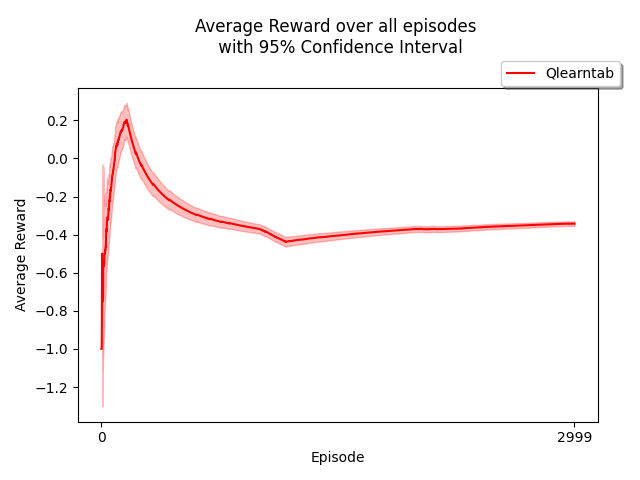 Average Reward over all episodes
with 95% Confidence Interval
Qlearntab
Average Reward
0.2
0.0
−0.2
−0.4
−0.6
−0.8
−1.0
−1.2
0
2999
Episode